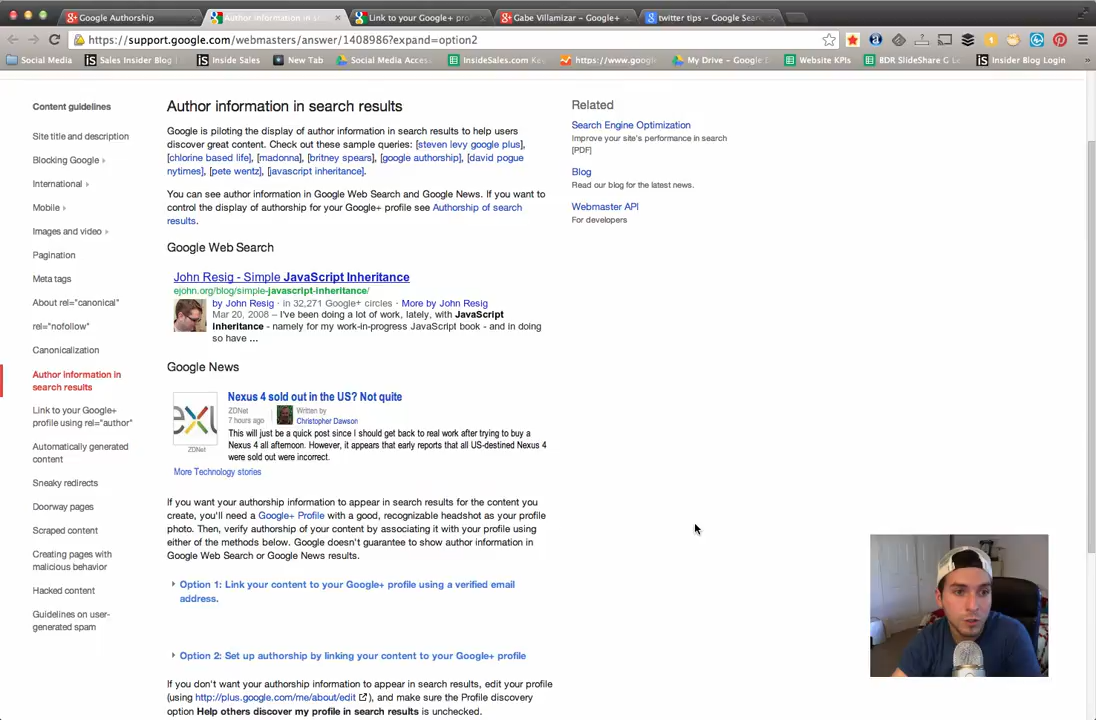 Google Authorship
Author information in se
Link to your Google+ pro
Gabe Villamizar - Google+
twitter tips - Google Sear
https://support.google.com/webmasters/answer/1408986?expand=option2
Social Media
Sales Insider Blog
Inside Sales
New Tab
Social Media Acces
InsideSales.com Key
https://www.goog
My Drive - Google D
Website KPIs
BDR SlideShare G L
Insider Blog Login
Content guidelines
Site title and description
Blocking Google
International
Mobile
Images and video
Pagination
Meta tags
About rel="canonical"
rel="nofollow"
Canonicalization
Author information in
search results
Link to your Google+
profile using rel="author"
Automatically generated
content
Sneaky redirects
Doorway pages
Scraped content
Creating pages with
malicious behavior
Hacked content
Guidelines on user-
generated spam
Author information in search results
Google is piloting the display of author information in search results to help users
discover great content. Check out these sample queries: [steven levy google plus],
[chlorine based life], [madonna], [britney spears], [google authorship], [david pogue
nytimes], [pete wentz], [javascript inheritance].
You can see author information in Google Web Search and Google News. If you want to
control the display of authorship for your Google+ profile see Authorship of search
results.
Google Web Search
John Resig - Simple JavaScript Inheritance
ejohn.org/blog/simple-javascript-inheritance/
by John Resig · in 32,271 Google+ circles · More by John Resig
Mar 20, 2008 – I've been doing a lot of work, lately, with JavaScript
inheritance - namely for my work-in-progress JavaScript book - and in doing
so have ...
Google News
Nexus 4 sold out in the US? Not quite
ZDNet
7 hours ago
Written by
Christopher Dawson
This will just be a quick post since I should get back to real work after trying to buy a
Nexus 4 all afternoon. However, it appears that early reports that all US-destined Nexus 4
were sold out were incorrect.
ZDNet
More Technology stories
If you want your authorship information to appear in search results for the content you
create, you'll need a Google+ Profile with a good, recognizable headshot as your profile
photo. Then, verify authorship of your content by associating it with your profile using
either of the methods below. Google doesn't guarantee to show author information in
Google Web Search or Google News results.
Option 1: Link your content to your Google+ profile using a verified email
address.
Option 2: Set up authorship by linking your content to your Google+ profile
If you don't want your authorship information to appear in search results, edit your profile
(using http://plus.google.com/me/about/edit ), and make sure the Profile discovery
option Help others discover my profile in search results is unchecked.
Related
Search Engine Optimization
Improve your site's performance in search
[PDF]
Blog
Read our blog for the latest news.
Webmaster API
For developers